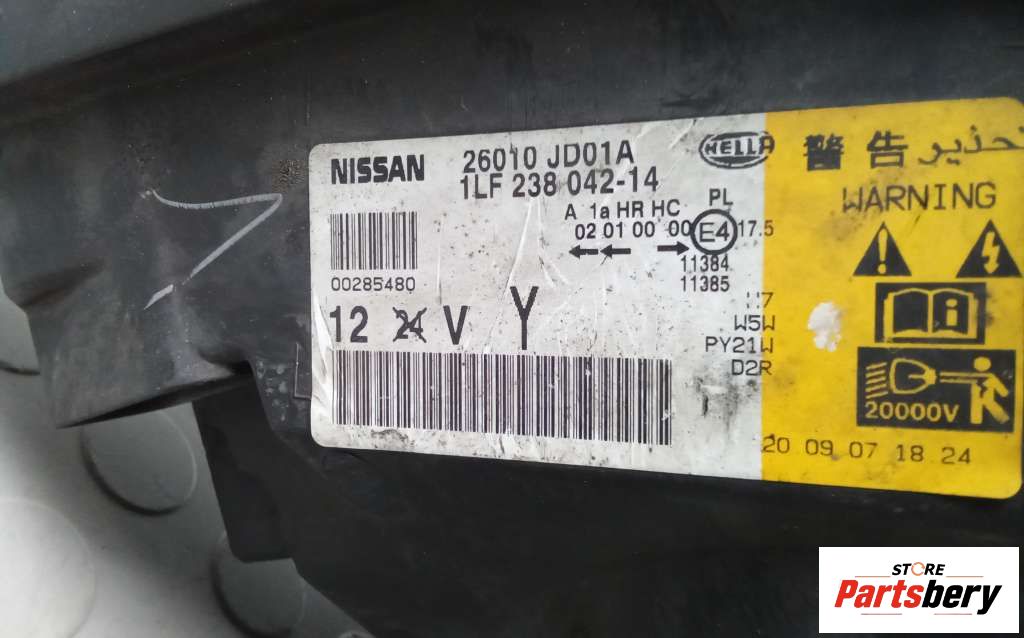 NISSAN 26010 JD01A HELLA
1LF 238 042-14
A 1a HR HC PL
02 01 00 00 E4 17.5
11384
11385
00285480
12 24 V Y
H7
W5W
PY21W
D2R
警告 تحذير
WARNING
i
20000V
20 09 07 18 24
STORE
Partsbery